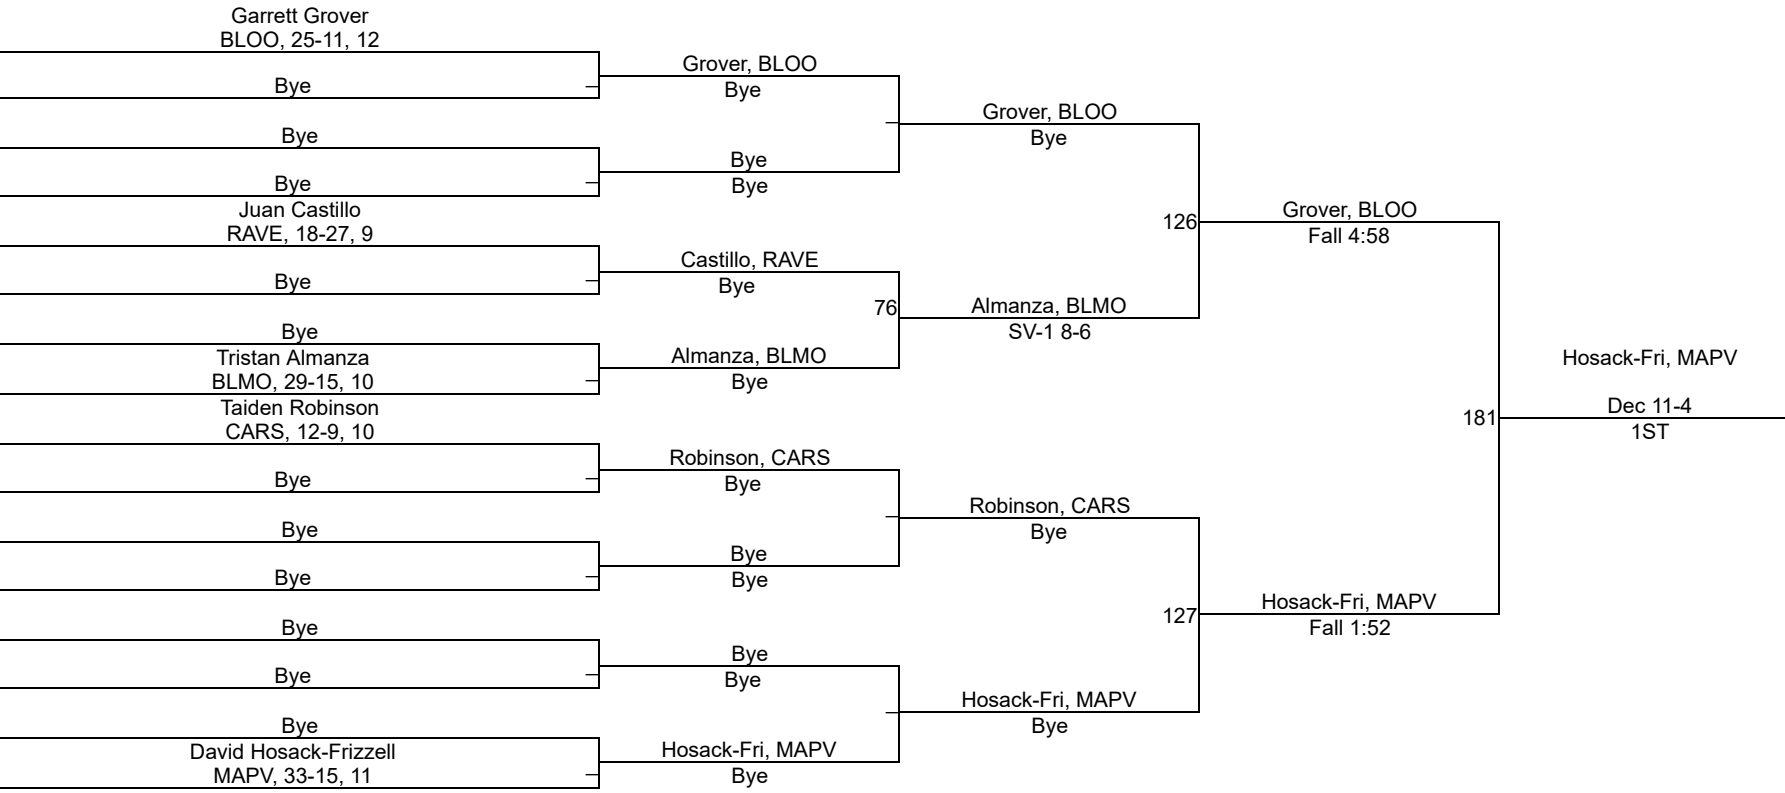 Garrett Grover
BLOO, 25-11, 12
Bye
Bye
Bye
Juan Castillo
RAVE, 18-27, 9
Bye
Bye
Tristan Almanza
BLMO, 29-15, 10
Taiden Robinson
CARS, 12-9, 10
Bye
Bye
Bye
Bye
Bye
Bye
David Hosack-Frizzell
MAPV, 33-15, 11
Grover, BLOO
Bye
Bye
Bye
Castillo, RAVE
Bye
76
Almanza, BLMO
Bye
Robinson, CARS
Bye
Bye
Bye
Bye
Bye
Hosack-Fri, MAPV
Bye
Grover, BLOO
Bye
126
Almanza, BLMO
SV-1 8-6
Robinson, CARS
Bye
127
Hosack-Fri, MAPV
Bye
Grover, BLOO
Fall 4:58
181
Hosack-Fri, MAPV
Fall 1:52
Hosack-Fri, MAPV
Dec 11-4
1ST